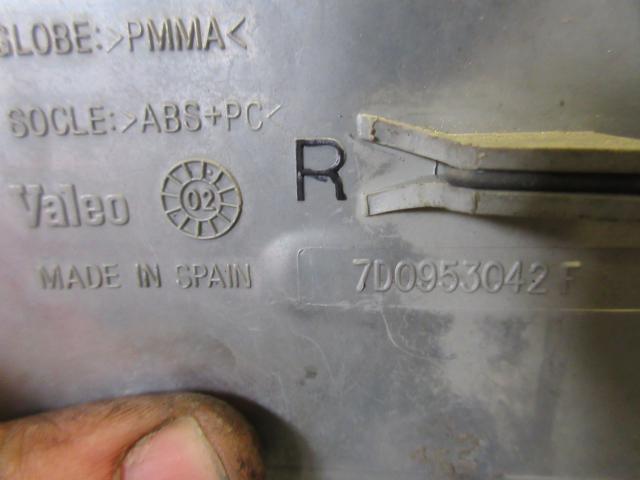 GLOBE:>PMMA<
SOCLE:>ABS+PC<
R
Valeo
02
MADE IN SPAIN
7D0953042 F